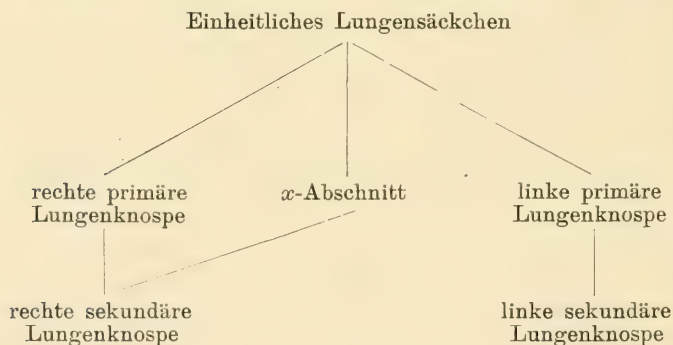 Einheitliches Lungensäckchen
rechte primäre
Lungenknospe
x-Abschnitt
linke primäre
Lungenknospe
rechte sekundäre
Lungenknospe
linke sekundäre
Lungenknospe